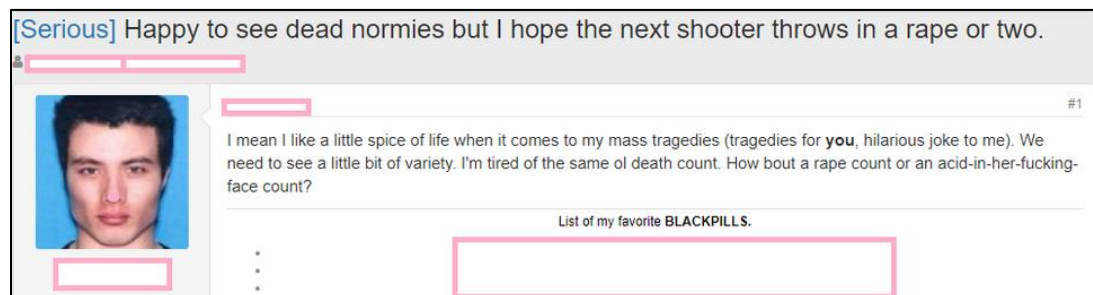 [Serious] Happy to see dead normies but I hope the next shooter throws in a rape or two.
#1
I mean I like a little spice of life when it comes to my mass tragedies (tragedies for you, hilarious joke to me). We
need to see a little bit of variety. I'm tired of the same ol death count. How bout a rape count or an acid-in-her-fucking-
face count?
List of my favorite BLACKPILLS.